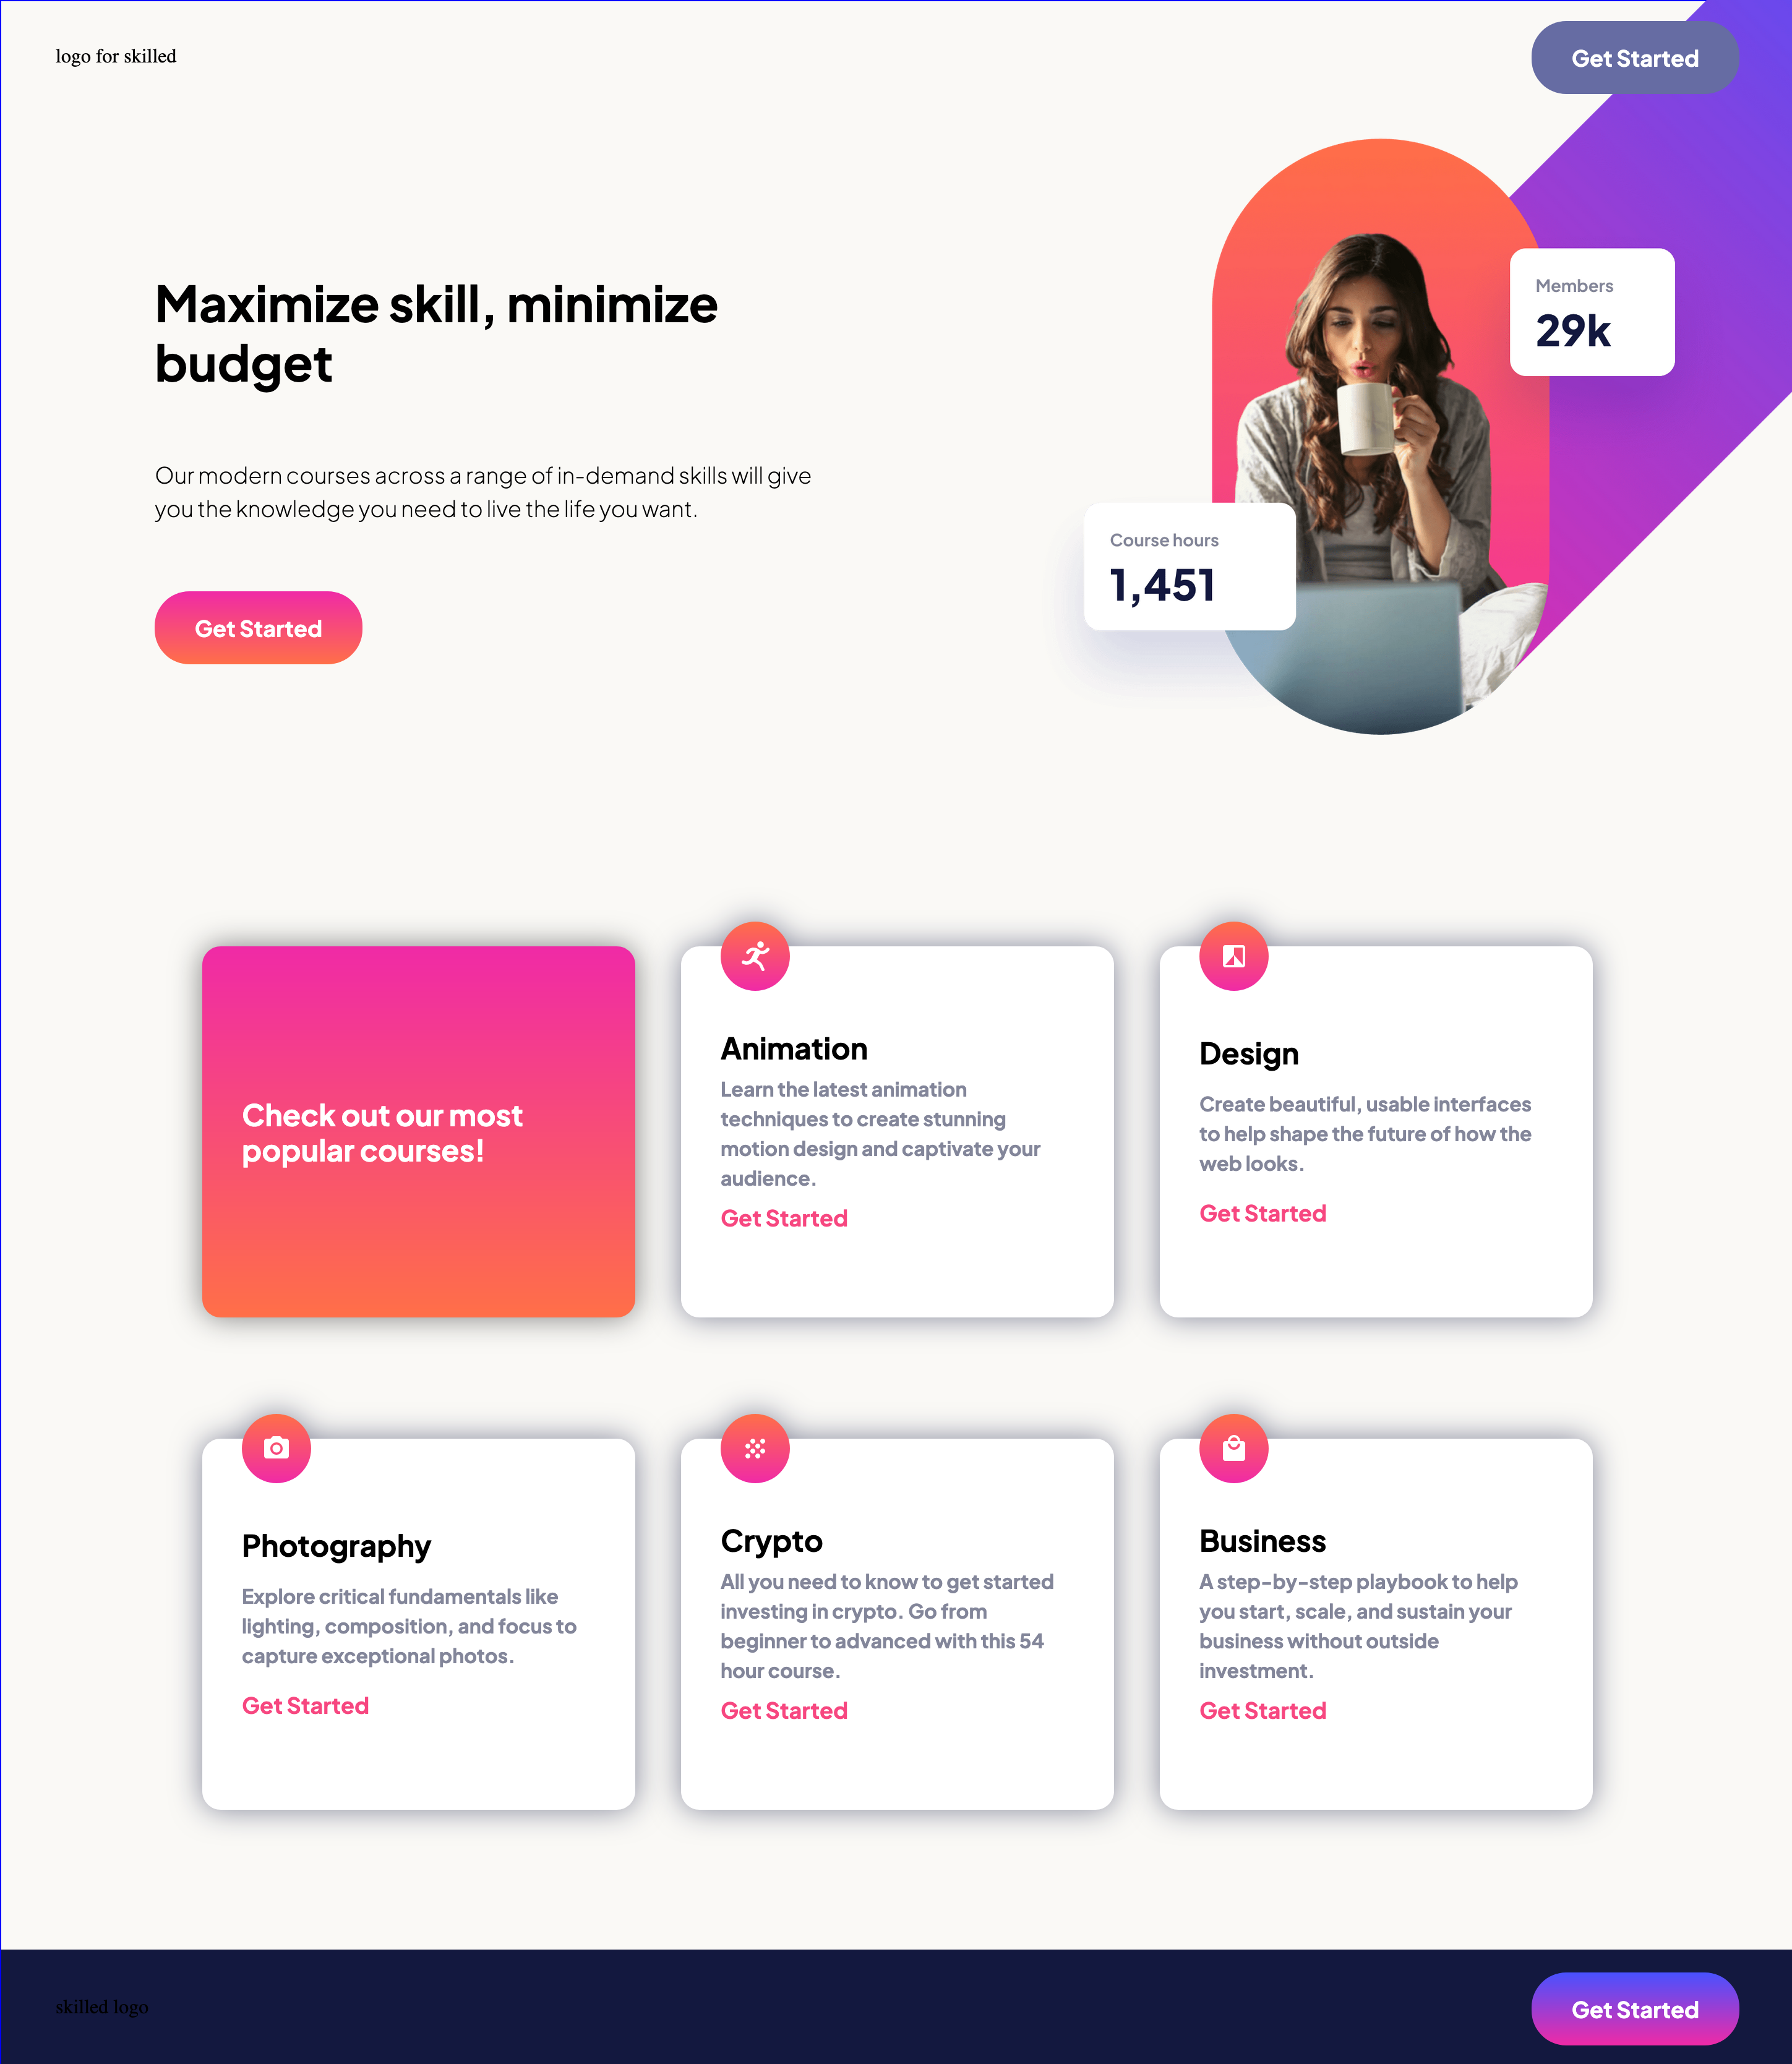 logo for skilled
Get Started
Maximize skill, minimize
budget
Our modern courses across a range of in-demand skills will give
you the knowledge you need to live the life you want.
Get Started
Members
29k
Course hours
1,451
Check out our most
popular courses!
Animation
Learn the latest animation
techniques to create stunning
motion design and captivate your
audience.
Get Started
Design
Create beautiful, usable interfaces
to help shape the future of how the
web looks.
Get Started
Photography
Explore critical fundamentals like
lighting, composition, and focus to
capture exceptional photos.
Get Started
Crypto
All you need to know to get started
investing in crypto. Go from
beginner to advanced with this 54
hour course.
Get Started
Business
A step-by-step playbook to help
you start, scale, and sustain your
business without outside
investment.
Get Started
skilled logo
Get Started